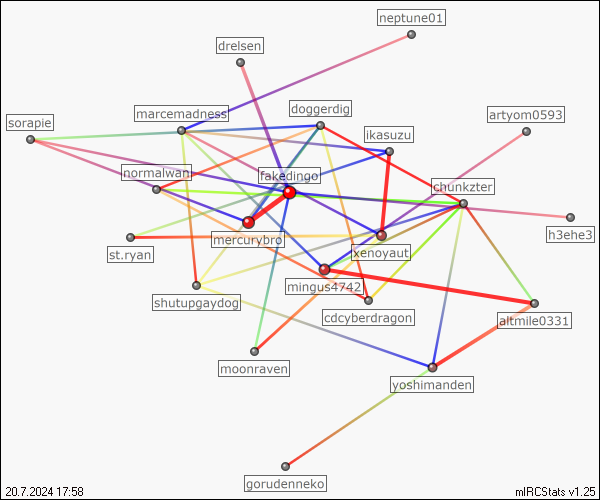 neptune01
drelsen
marcemadness
doggerdig
sorapie
artyom0593
ikasuzu
normalwan
fakedingo
chunkzter
mercurybro
h3ehe3
st.ryan
xenoyaut
mingus4742
shutupgaydog
cdcyberdragon
altmile0331
moonraven
yoshimanden
gorudenneko
20.7.2024 17:58
mIRCStats v1.25